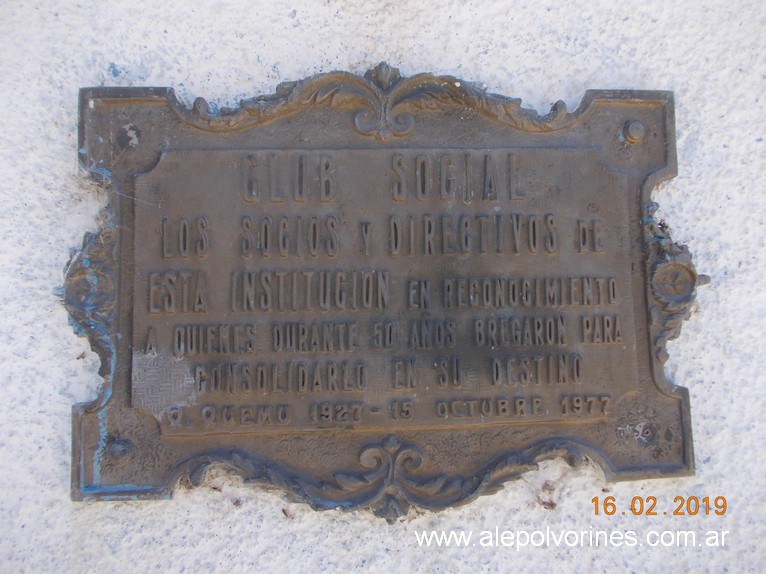 CLUB SOCIAL
LOS SOCIOS Y DIRECTIVOS DE
ESTA INSTITUCION EN RECONOCIMIENTO
A QUIENES DURANTE 50 AÑOS BREGARON PARA
CONSOLIDARLO EN SU DESTINO
Q. QUEMU 1927 - 15 OCTUBRE 1977
16.02.2019
www.alepolvorines.com.ar